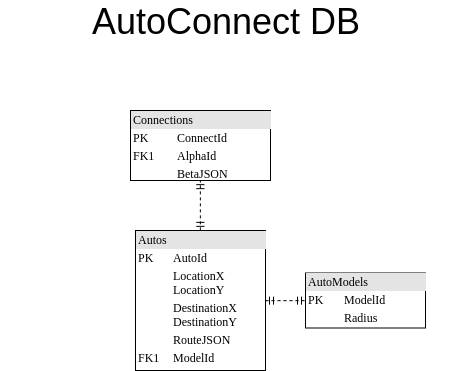 AutoConnect DB
Connections
PK ConnectId
FK1 AlphaId
BetaJSON
Autos
PK AutoId
LocationX
LocationY
DestinationX
DestinationY
RouteJSON
FK1 ModelId
AutoModels
PK ModelId
Radius